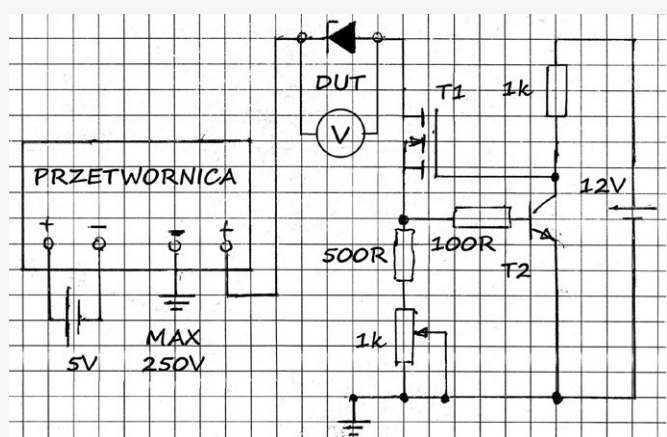 DUT
V
T1
1k
PRZETWORNICA
+ - - +
12V
500R
100R
T2
5V
MAX
250V
1k